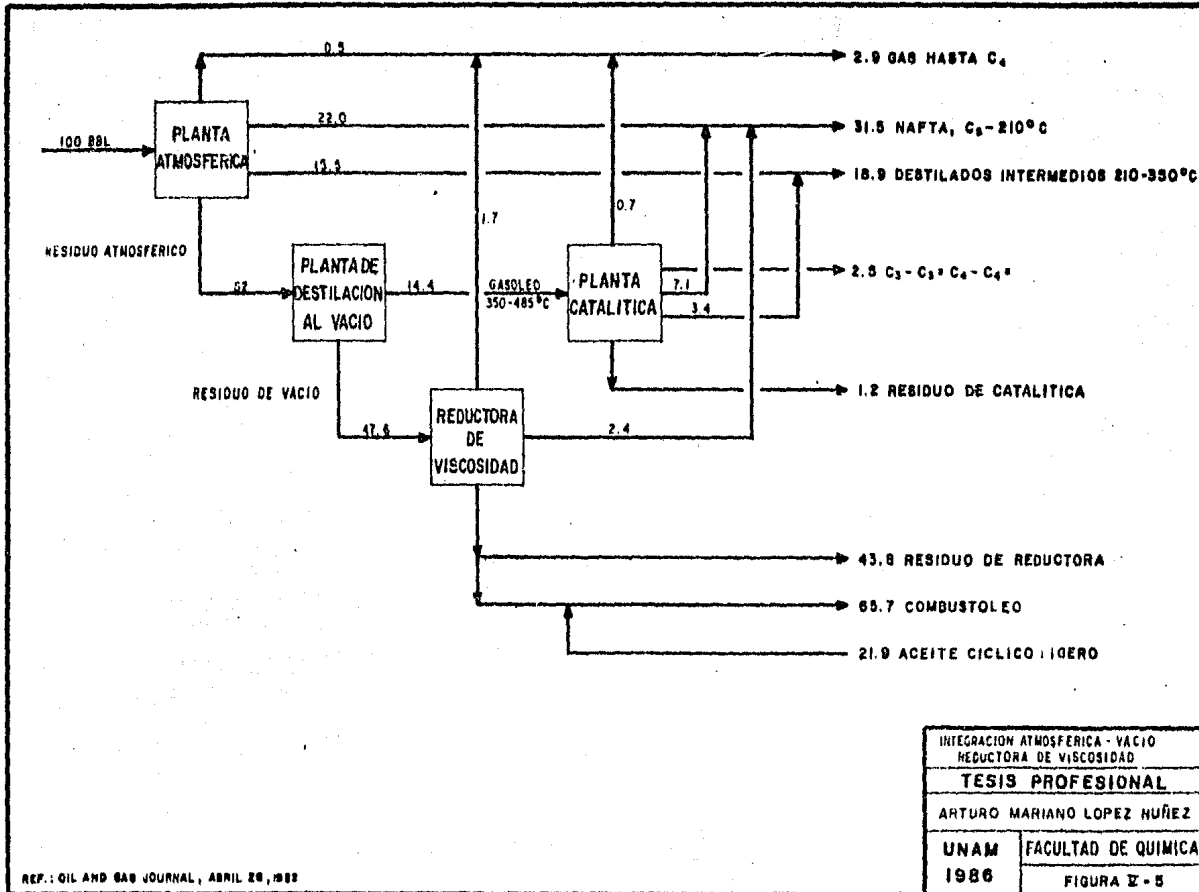 0.5
2.9 GAS HASTA C4
100 BBL
PLANTA
ATMOSFERICA
22.0
31.5 NAFTA, C5-210°C
15.5
18.9 DESTILADOS INTERMEDIOS 210-350°C
1.7
0.7
RESIDUO ATMOSFERICO
62
PLANTA DE
DESTILACION
AL VACIO
14.4
GASOLEO
350-485°C
PLANTA
CATALITICA
2.5 C3-C3= C4-C4=
7.1
3.4
RESIDUO DE VACIO
1.2 RESIDUO DE CATALITICA
47.6
REDUCTORA
DE
VISCOSIDAD
2.4
43.8 RESIDUO DE REDUCTORA
65.7 COMBUSTOLEO
21.9 ACEITE CICLICO
INTEGRACION ATMOSFERICA - VACIO
REDUCTORA DE VISCOSIDAD
TESIS PROFESIONAL
ARTURO MARIANO LOPEZ NUÑEZ
UNAM
1986
FACULTAD DE QUIMICA
FIGURA V-5
REF.: OIL AND GAS JOURNAL, ABRIL